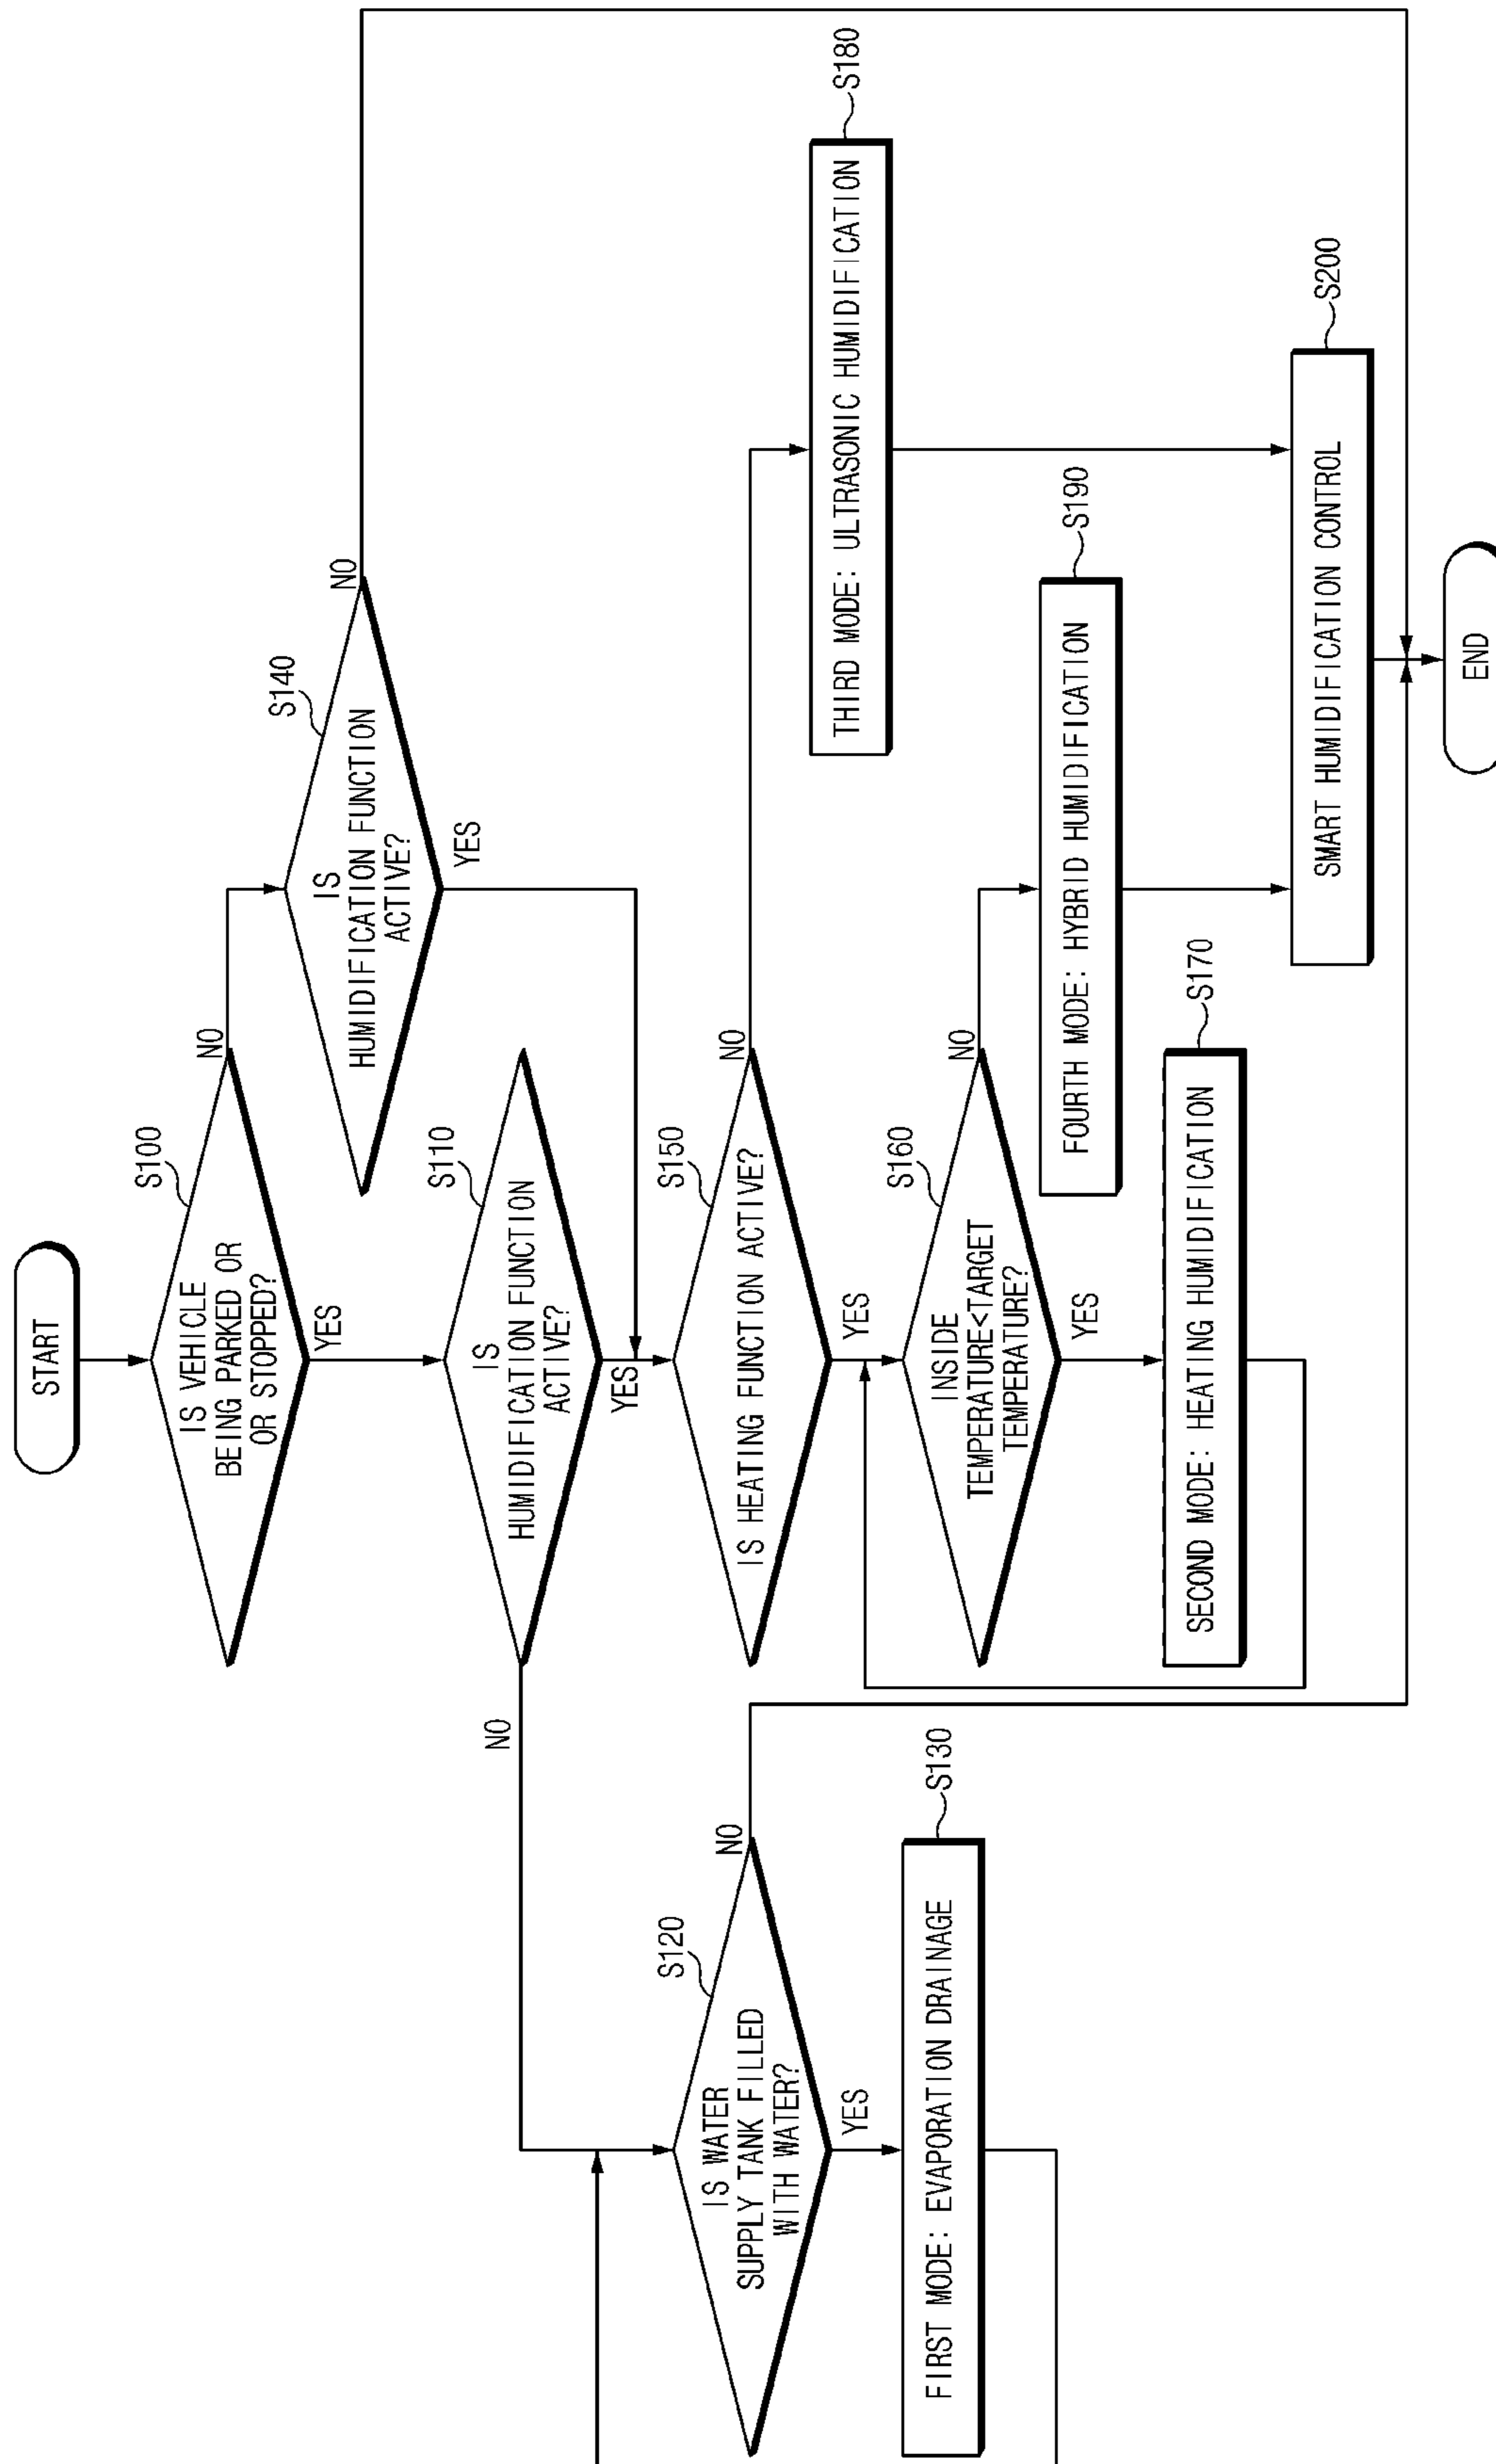 START
S100
IS VEHICLE
BEING PARKED OR
OR STOPPED?
NO
YES
S140
IS
HUMIDIFICATION FUNCTION
ACTIVE?
NO
YES
S110
IS
HUMIDIFICATION FUNCTION
ACTIVE?
NO
YES
S120
IS WATER
SUPPLY TANK FILLED
WITH WATER?
NO
YES
S150
IS HEATING FUNCTION ACTIVE?
NO
YES
S130
FIRST MODE: EVAPORATION DRAINAGE
S160
INSIDE
TEMPERATURE<TARGET
TEMPERATURE?
NO
YES
THIRD MODE: ULTRASONIC HUMIDIFICATION
S180
FOURTH MODE: HYBRID HUMIDIFICATION
S190
SECOND MODE: HEATING HUMIDIFICATION
S170
SMART HUMIDIFICATION CONTROL
S200
END